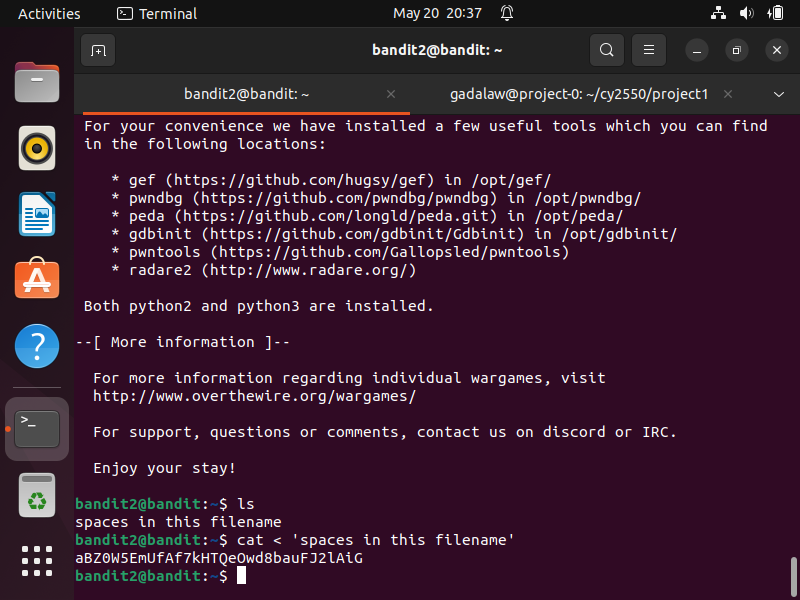 Activities Terminal May 20 20:37
bandit2@bandit: ~
bandit2@bandit: ~ gadalaw@project-0: ~/cy2550/project1
For your convenience we have installed a few useful tools which you can find
in the following locations:
* gef (https://github.com/hugsy/gef) in /opt/gef/
* pwndbg (https://github.com/pwndbg/pwndbg) in /opt/pwndbg/
* peda (https://github.com/longld/peda.git) in /opt/peda/
* gdbinit (https://github.com/gdbinit/Gdbinit) in /opt/gdbinit/
* pwntools (https://github.com/Gallopsled/pwntools)
* radare2 (http://www.radare.org/)
Both python2 and python3 are installed.
--[ More information ]--
For more information regarding individual wargames, visit
http://www.overthewire.org/wargames/
For support, questions or comments, contact us on discord or IRC.
Enjoy your stay!
bandit2@bandit:~$ ls
spaces in this filename
bandit2@bandit:~$ cat < 'spaces in this filename'
aBZ0W5EmUfAf7kHTQeOwd8bauFJ2lAiG
bandit2@bandit:~$